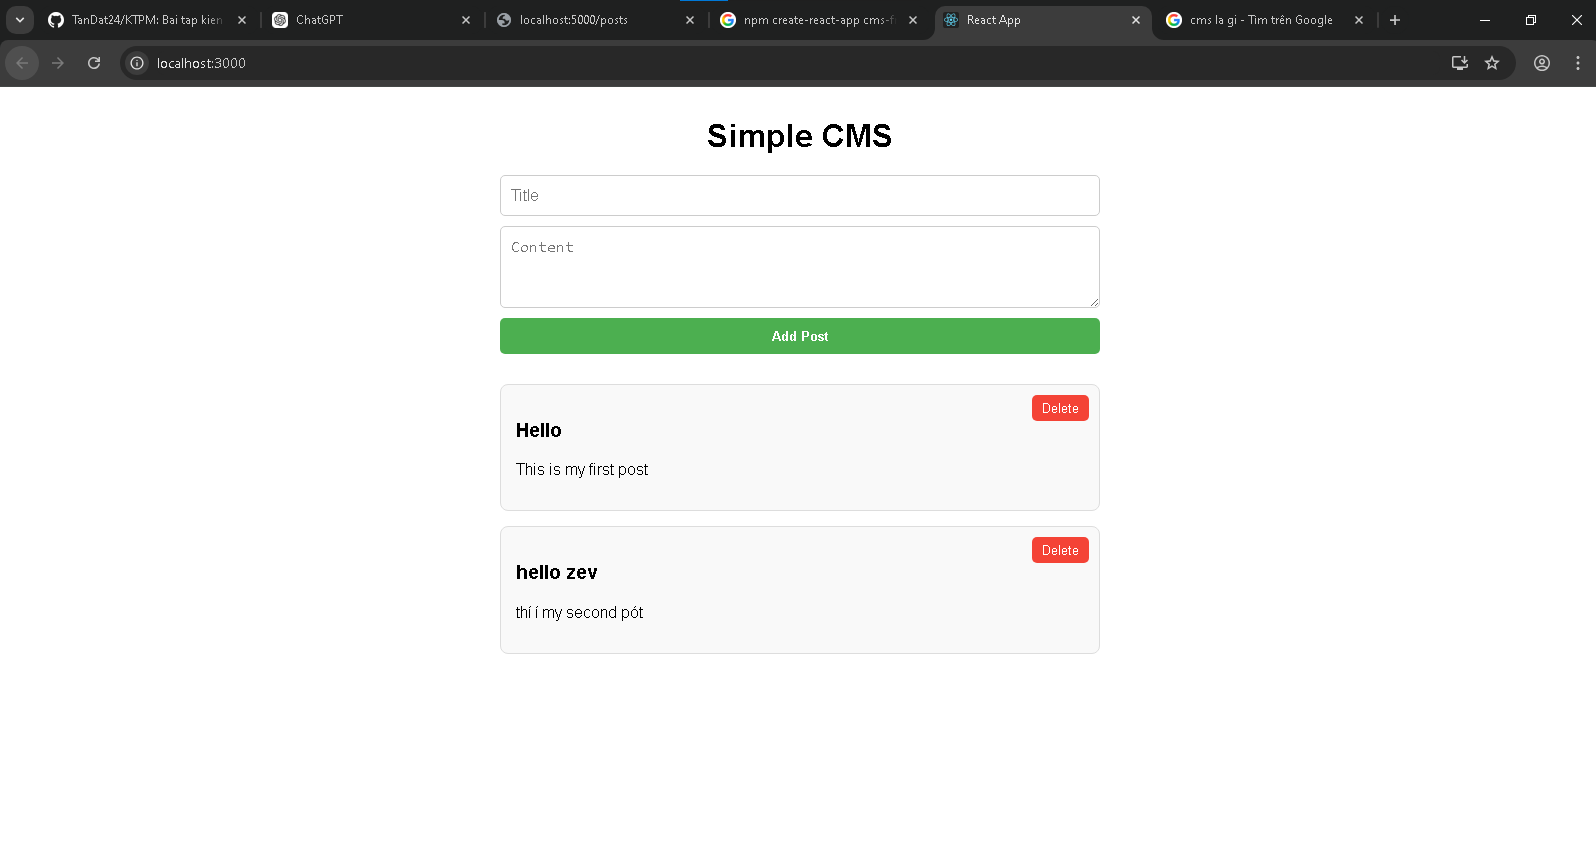 TanDat24/KTPM: Bai tap kien
ChatGPT
localhost:5000/posts
npm create-react-app cms-f
React App
cms la gi - Tìm trên Google
localhost:3000
Simple CMS
Title
Content
Add Post
Delete
Hello
This is my first post
Delete
hello zev
thí í my second pót